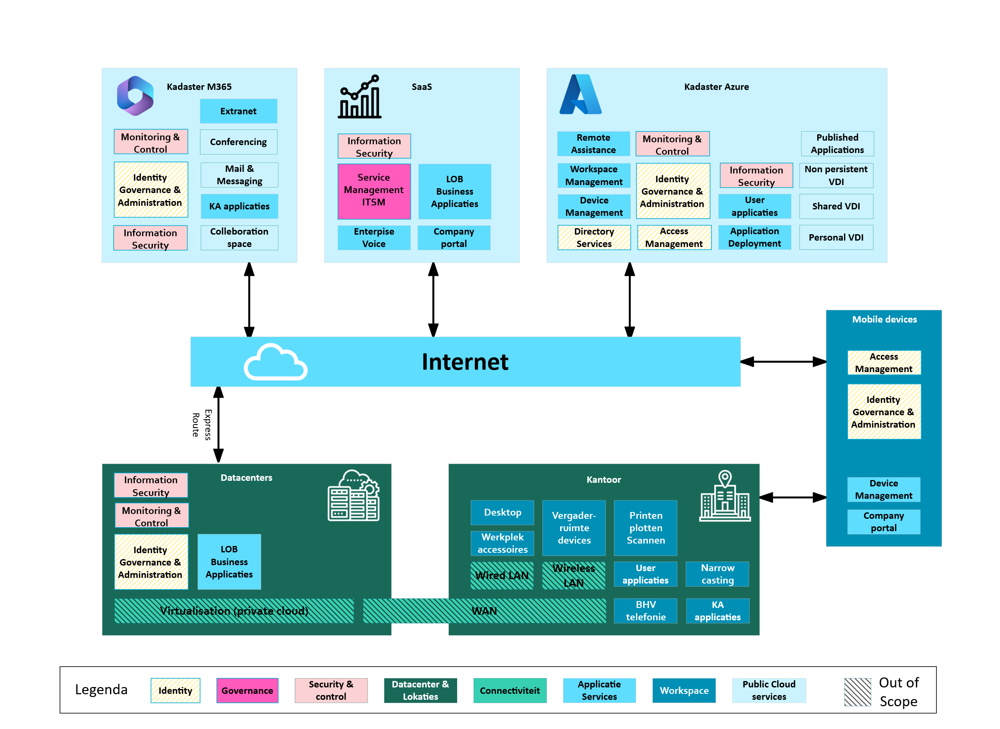 Kadaster M365
Extranet
Monitoring &
Control
Conferencing
Identity
Governance &
Administration
Mail &
Messaging
KA applicaties
Information
Security
Colleboration
space
SaaS
Information
Security
Service
Management
ITSM
LOB
Business
Applicaties
Enterpise
Voice
Company
portal
Kadaster Azure
Remote
Assistance
Monitoring &
Control
Published
Applications
Workspace
Management
Identity
Governance &
Administration
Information
Security
Non persistent
VDI
Device
Management
User
applicaties
Shared VDI
Directory
Services
Access
Management
Application
Deployment
Personal VDI
Internet
Mobile devices
Access
Management
Identity
Governance &
Administration
Device
Management
Company
portal
Express
Route
Datacenters
Information
Security
Monitoring &
Control
Identity
Governance &
Administration
LOB
Business
Applicaties
Virtualisation (private cloud)
WAN
Kantoor
Desktop
Vergader-
ruimte
devices
Printen
plotten
Scannen
Werkplek
accessoires
Wired LAN
Wireless
LAN
User
applicaties
Narrow
casting
BHV
telefonie
KA
applicaties
Legenda
Identity
Governance
Security &
control
Datacenter &
Lokaties
Connectiviteit
Applicatie
Services
Workspace
Public Cloud
services
Out of
Scope